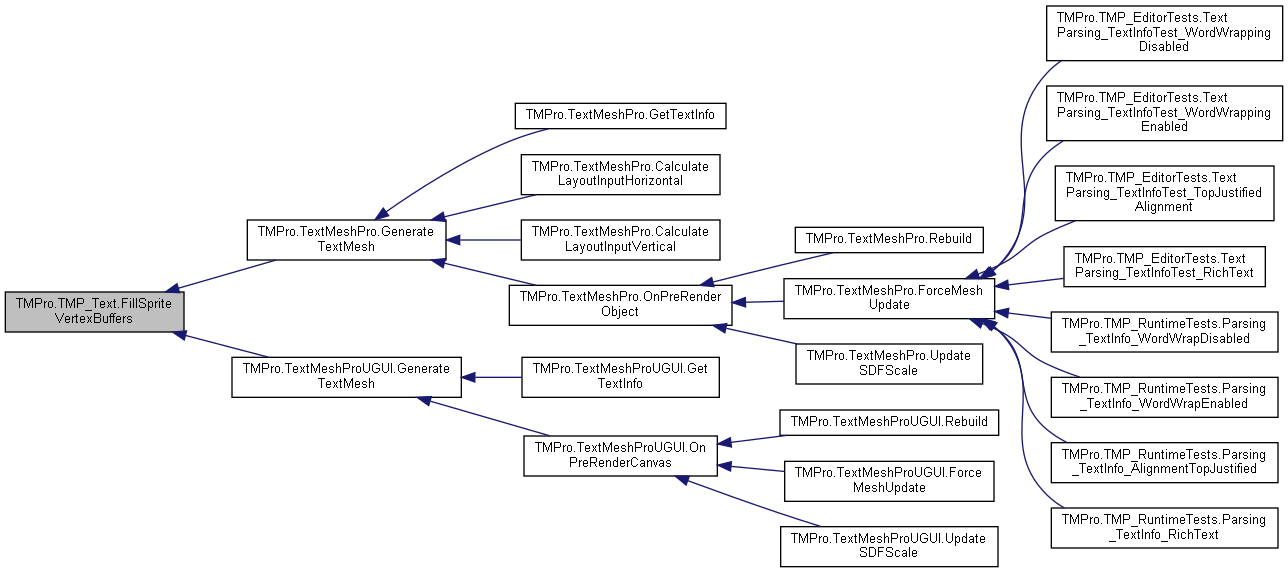 TMPro.TMP_Text.FillSprite
VertexBuffers
TMPro.TextMeshPro.Generate
TextMesh
TMPro.TextMeshProUGUI.Generate
TextMesh
TMPro.TextMeshPro.GetTextInfo
TMPro.TextMeshPro.Calculate
LayoutInputHorizontal
TMPro.TextMeshPro.Calculate
LayoutInputVertical
TMPro.TextMeshPro.OnPreRender
Object
TMPro.TextMeshProUGUI.Get
TextInfo
TMPro.TextMeshProUGUI.On
PreRenderCanvas
TMPro.TextMeshPro.Rebuild
TMPro.TextMeshPro.ForceMesh
Update
TMPro.TextMeshPro.Update
SDFScale
TMPro.TextMeshProUGUI.Rebuild
TMPro.TextMeshProUGUI.Force
MeshUpdate
TMPro.TextMeshProUGUI.Update
SDFScale
TMPro.TMP_EditorTests.Text
Parsing_TextInfoTest_WordWrapping
Disabled
TMPro.TMP_EditorTests.Text
Parsing_TextInfoTest_WordWrapping
Enabled
TMPro.TMP_EditorTests.Text
Parsing_TextInfoTest_TopJustified
Alignment
TMPro.TMP_EditorTests.Text
Parsing_TextInfoTest_RichText
TMPro.TMP_RuntimeTests.Parsing
_TextInfo_WordWrapDisabled
TMPro.TMP_RuntimeTests.Parsing
_TextInfo_WordWrapEnabled
TMPro.TMP_RuntimeTests.Parsing
_TextInfo_AlignmentTopJustified
TMPro.TMP_RuntimeTests.Parsing
_TextInfo_RichText